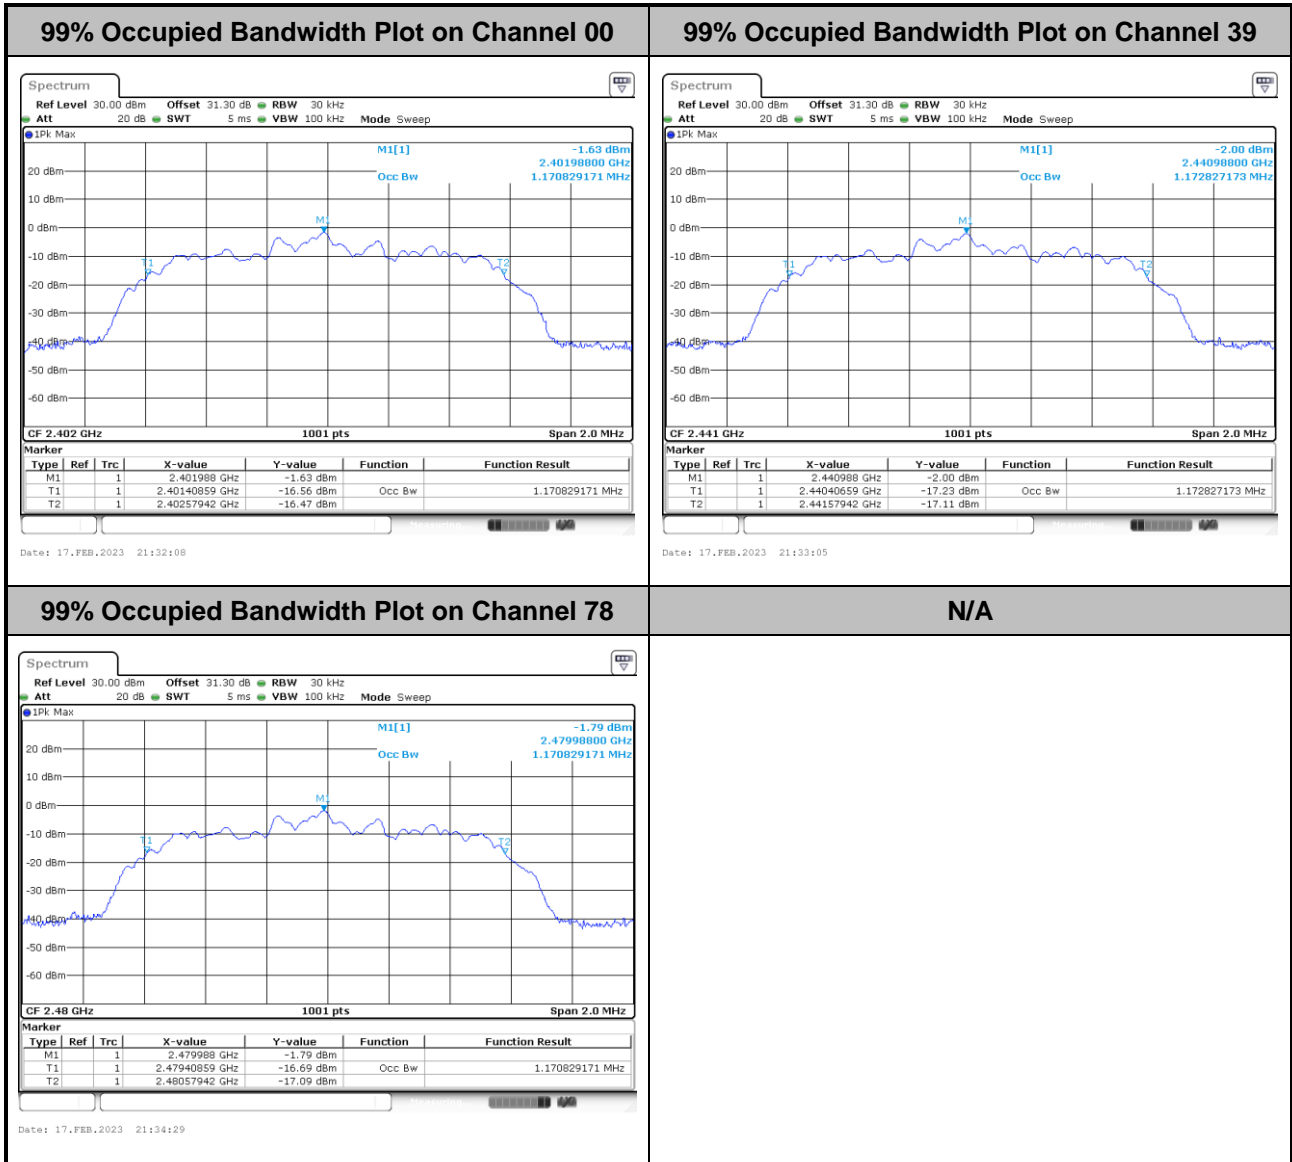 99% Occupied Bandwidth Plot on Channel 00
Spectrum
Ref Level 30.00 dBm Offset 31.30 dB RBW 30 kHz
Att 20 dB SWT 5 ms VBW 100 kHz Mode Sweep
1Pk Max
M1[1] -1.63 dBm
2.40198800 GHz
Occ Bw 1.170829171 MHz
20 dBm
10 dBm
0 dBm
-10 dBm
-20 dBm
-30 dBm
-40 dBm
-50 dBm
-60 dBm
M1
T1
T2
CF 2.402 GHz 1001 pts Span 2.0 MHz
Marker
Type Ref Trc X-value Y-value Function Function Result
M1 1 2.401988 GHz -1.63 dBm
T1 1 2.40140859 GHz -16.56 dBm Occ Bw 1.170829171 MHz
T2 1 2.40257942 GHz -16.47 dBm
Date: 17.FEB.2023 21:32:08
99% Occupied Bandwidth Plot on Channel 39
Spectrum
Ref Level 30.00 dBm Offset 31.30 dB RBW 30 kHz
Att 20 dB SWT 5 ms VBW 100 kHz Mode Sweep
1Pk Max
M1[1] -2.00 dBm
2.44098800 GHz
Occ Bw 1.172827173 MHz
20 dBm
10 dBm
0 dBm
-10 dBm
-20 dBm
-30 dBm
-40 dBm
-50 dBm
-60 dBm
M1
T1
T2
CF 2.441 GHz 1001 pts Span 2.0 MHz
Marker
Type Ref Trc X-value Y-value Function Function Result
M1 1 2.440988 GHz -2.00 dBm
T1 1 2.44040659 GHz -17.23 dBm Occ Bw 1.172827173 MHz
T2 1 2.44157942 GHz -17.11 dBm
Date: 17.FEB.2023 21:33:05
99% Occupied Bandwidth Plot on Channel 78
Spectrum
Ref Level 30.00 dBm Offset 31.30 dB RBW 30 kHz
Att 20 dB SWT 5 ms VBW 100 kHz Mode Sweep
1Pk Max
M1[1] -1.79 dBm
2.47998800 GHz
Occ Bw 1.170829171 MHz
20 dBm
10 dBm
0 dBm
-10 dBm
-20 dBm
-30 dBm
-40 dBm
-50 dBm
-60 dBm
M1
T1
T2
CF 2.48 GHz 1001 pts Span 2.0 MHz
Marker
Type Ref Trc X-value Y-value Function Function Result
M1 1 2.479988 GHz -1.79 dBm
T1 1 2.47940859 GHz -16.69 dBm Occ Bw 1.170829171 MHz
T2 1 2.48057942 GHz -17.09 dBm
Date: 17.FEB.2023 21:34:29
N/A